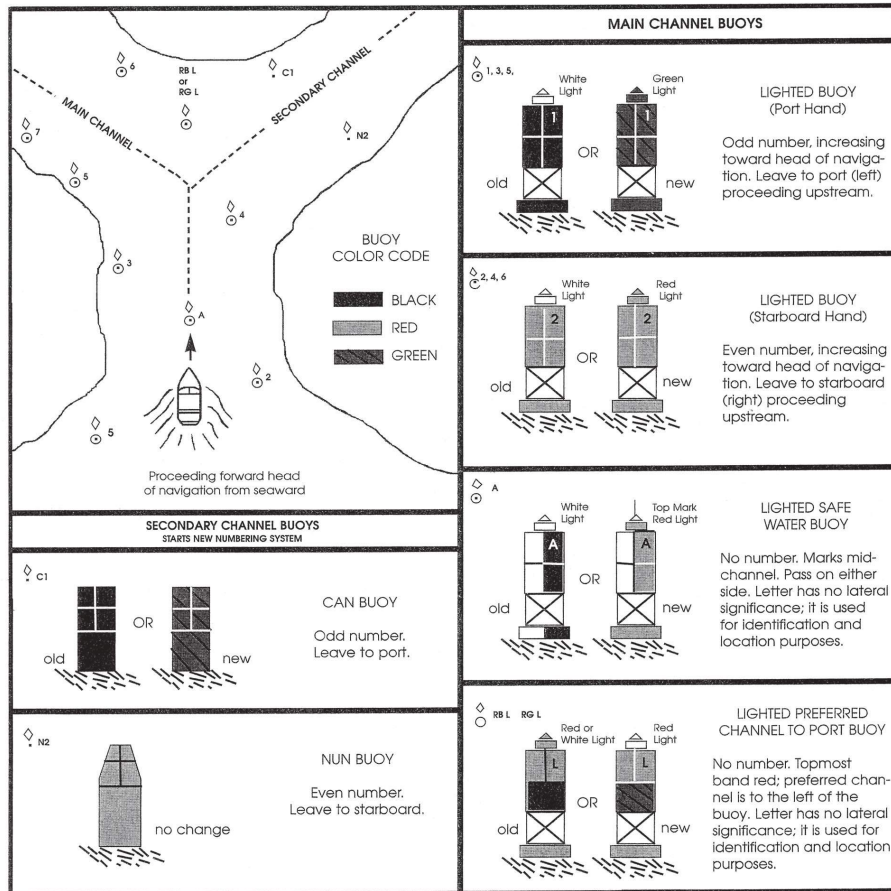 6
RB L
or
RG L
C1
MAIN CHANNEL
SECONDARY CHANNEL
7
N2
5
4
3
BUOY
COLOR CODE
A
BLACK
RED
GREEN
2
5
Proceeding forward head
of navigation from seaward
SECONDARY CHANNEL BUOYS
STARTS NEW NUMBERING SYSTEM
C1
OR
old
new
CAN BUOY
Odd number.
Leave to port.
N2
no change
NUN BUOY
Even number.
Leave to starboard.
MAIN CHANNEL BUOYS
1, 3, 5,
White
Light
Green
Light
1
1
OR
old
new
LIGHTED BUOY
(Port Hand)
Odd number, increasing
toward head of naviga-
tion. Leave to port (left)
proceeding upstream.
2, 4, 6
White
Light
Red
Light
2
2
OR
old
new
LIGHTED BUOY
(Starboard Hand)
Even number, increasing
toward head of naviga-
tion. Leave to starboard
(right) proceeding
upstream.
A
White
Light
Top Mark
Red Light
A
A
OR
old
new
LIGHTED SAFE
WATER BUOY
No number. Marks mid-
channel. Pass on either
side. Letter has no lateral
significance; it is used
for identification and
location purposes.
RB L RG L
Red or
White Light
Red
Light
L
L
OR
old
new
LIGHTED PREFERRED
CHANNEL TO PORT BUOY
No number. Topmost
band red; preferred chan-
nel is to the left of the
buoy. Letter has no lateral
significance; it is used for
identification and location
purposes.